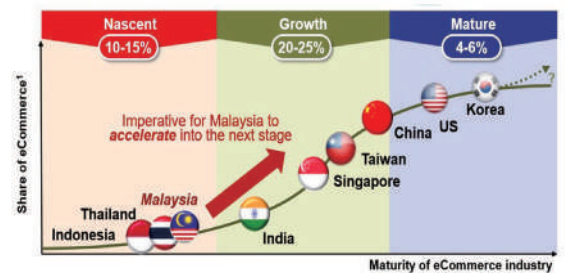 Nascent
10-15%
Growth
20-25%
Mature
4-6%
Share of eCommerce¹
Imperative for Malaysia to
accelerate into the next stage
Malaysia
Thailand
Indonesia
India
Singapore
Taiwan
China
US
Korea
?
Maturity of eCommerce industry